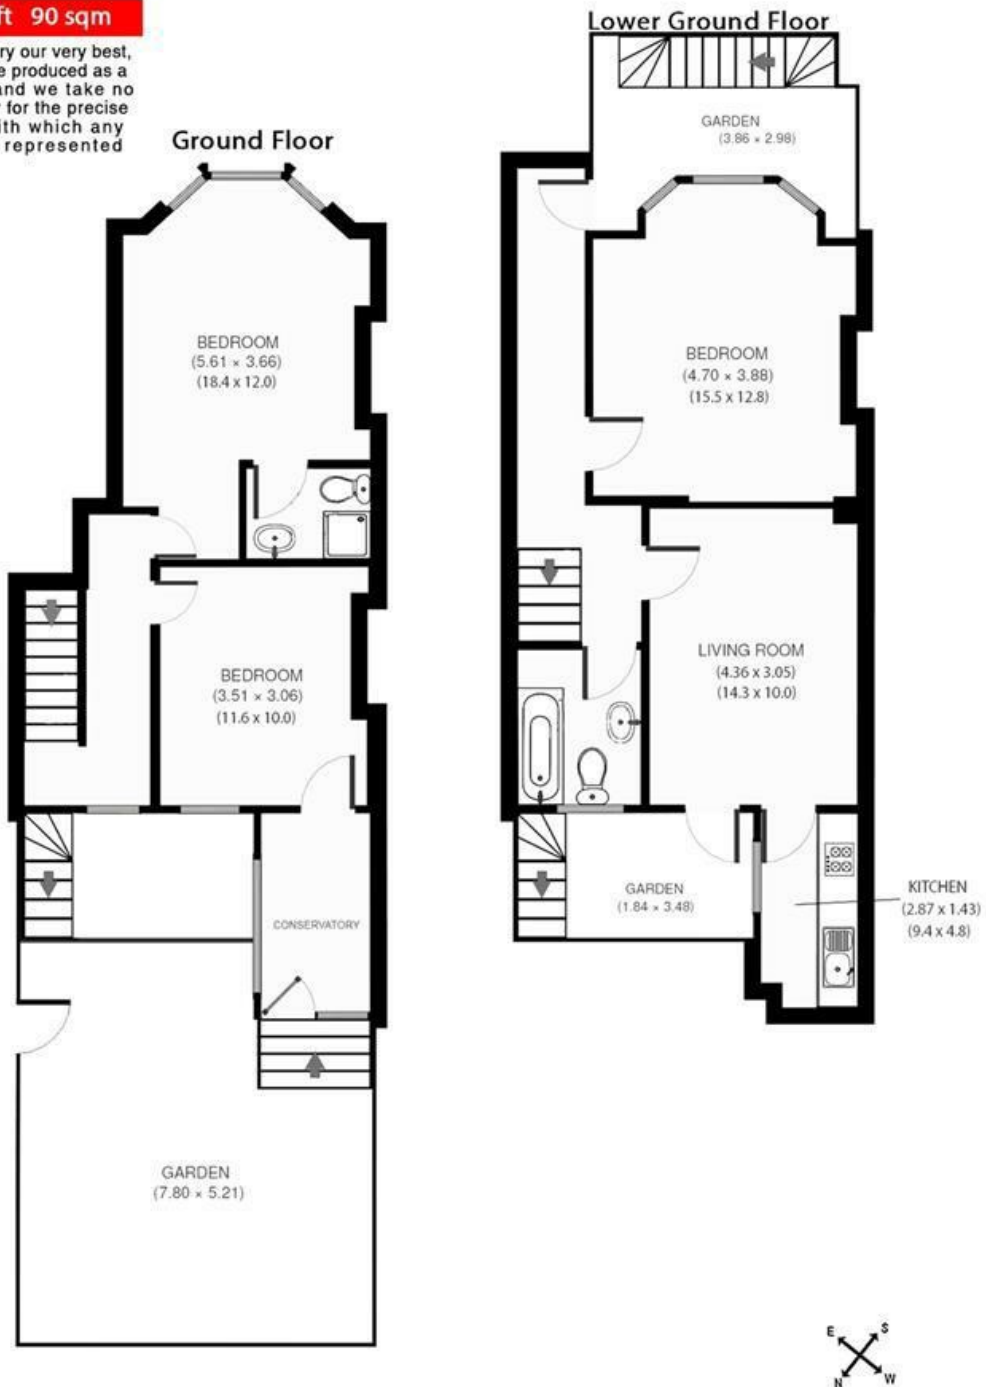 ft 90 sqm
ry our very best,
e produced as a
and we take no
for the precise
ith which any
represented
Ground Floor
BEDROOM
(5.61 × 3.66)
(18.4 x 12.0)
BEDROOM
(3.51 × 3.06)
(11.6 x 10.0)
CONSERVATORY
GARDEN
(7.80 × 5.21)
Lower Ground Floor
GARDEN
(3.86 × 2.98)
BEDROOM
(4.70 × 3.88)
(15.5 x 12.8)
LIVING ROOM
(4.36 x 3.05)
(14.3 x 10.0)
GARDEN
(1.84 × 3.48)
KITCHEN
(2.87 x 1.43)
(9.4 x 4.8)
E S
N W